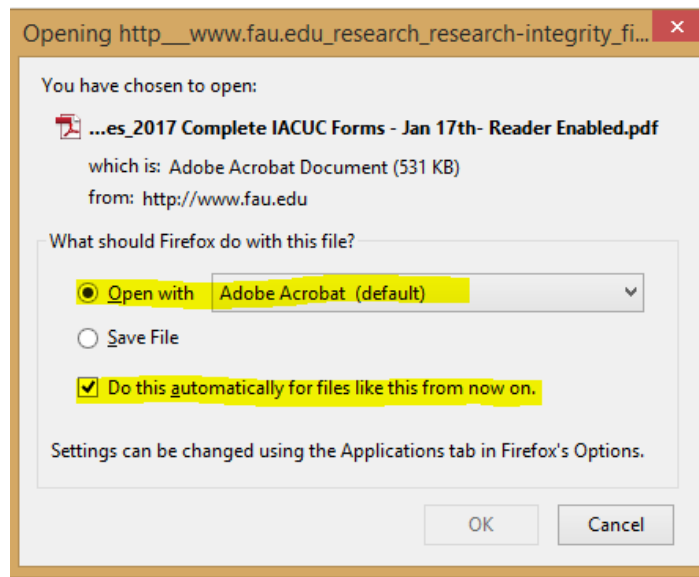 Opening http___www.fau.edu_research_research-integrity_fi...
You have chosen to open:
...es_2017 Complete IACUC Forms - Jan 17th- Reader Enabled.pdf
which is: Adobe Acrobat Document (531 KB)
from: http://www.fau.edu
What should Firefox do with this file?
Open with Adobe Acrobat (default)
Save File
Do this automatically for files like this from now on.
Settings can be changed using the Applications tab in Firefox's Options.
OK Cancel